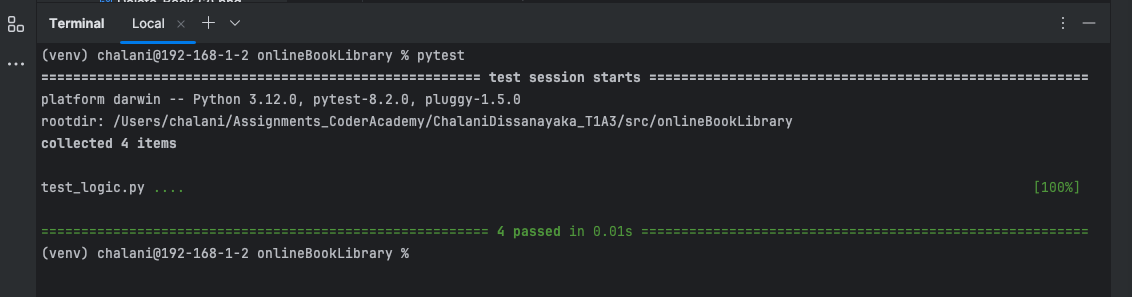 Terminal Local
(venv) chalani@192-168-1-2 onlineBookLibrary % pytest
======================================================= test session starts =======================================================
platform darwin -- Python 3.12.0, pytest-8.2.0, pluggy-1.5.0
rootdir: /Users/chalani/Assignments_CoderAcademy/ChalaniDissanayaka_T1A3/src/onlineBookLibrary
collected 4 items
test_logic.py .... [100%]
======================================================== 4 passed in 0.01s ========================================================
(venv) chalani@192-168-1-2 onlineBookLibrary %